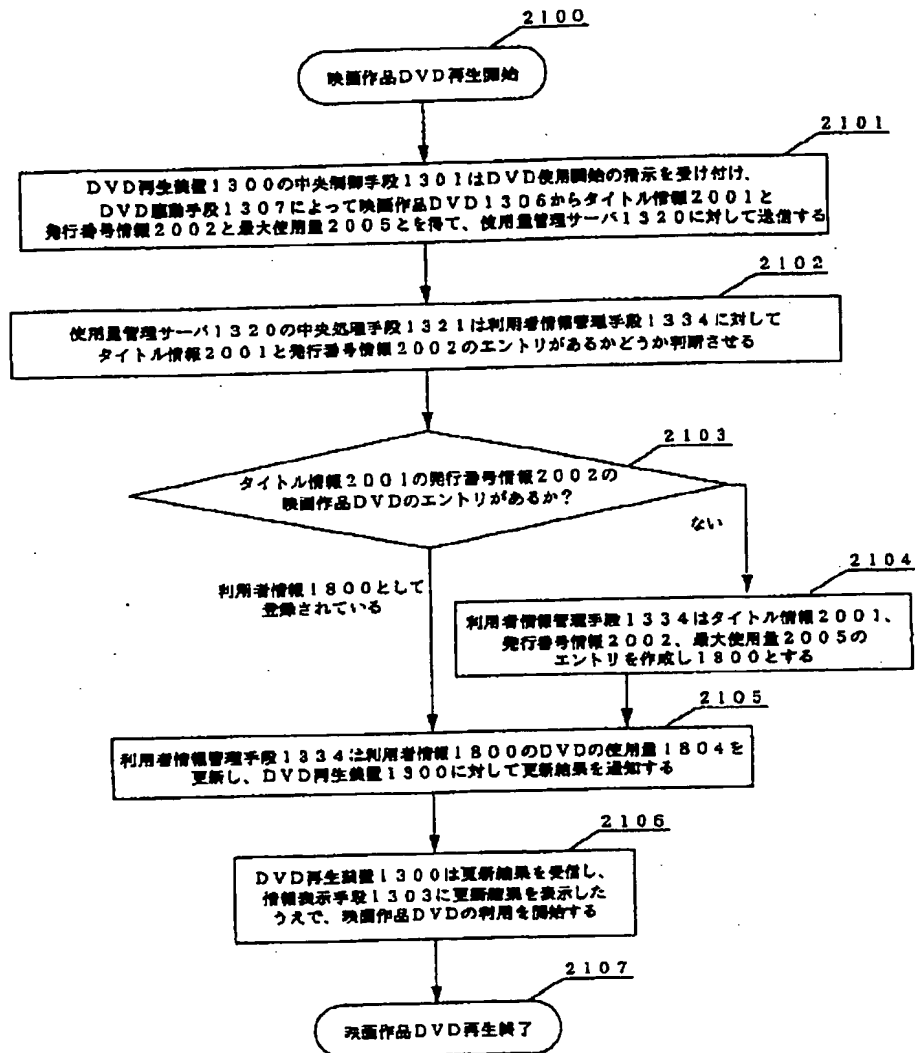 2100
映画作品DVD再生開始
2101
DVD再生装置1300の中央制御手段1301はDVD使用開始の指示を受け付け、
DVD駆動手段1307によって映画作品DVD1306からタイトル情報2001と
発行番号情報2002と最大使用量2005とを得て、使用量管理サーバ1320に対して送信する
2102
使用量管理サーバ1320の中央処理手段1321は利用者情報管理手段1334に対して
タイトル情報2001と発行番号情報2002のエントリがあるかどうか判断させる
2103
タイトル情報2001の発行番号情報2002の
映画作品DVDのエントリがあるか?
ない
利用者情報1800として
登録されている
2104
利用者情報管理手段1334はタイトル情報2001、
発行番号情報2002、最大使用量2005の
エントリを作成し1800とする
2105
利用者情報管理手段1334は利用者情報1800のDVDの使用量1804を
更新し、DVD再生装置1300に対して更新結果を通知する
2106
DVD再生装置1300は更新結果を受信し、
情報表示手段1303に更新結果を表示した
うえで、映画作品DVDの利用を開始する
2107
映画作品DVD再生終了